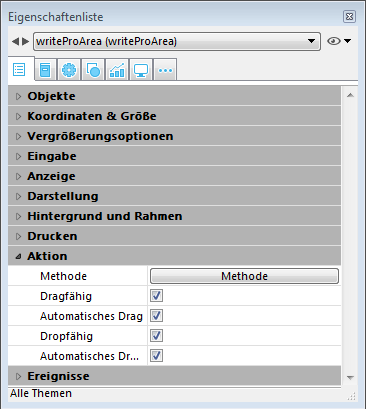 Eigenschaftenliste
writeProArea (writeProArea)
Objekte
Koordinaten & Größe
Vergrößerungsoptionen
Eingabe
Anzeige
Darstellung
Hintergrund und Rahmen
Drucken
Aktion
Methode Methode
Dragfähig
Automatisches Drag
Dropfähig
Automatisches Dr...
Ereignisse
Alle Themen